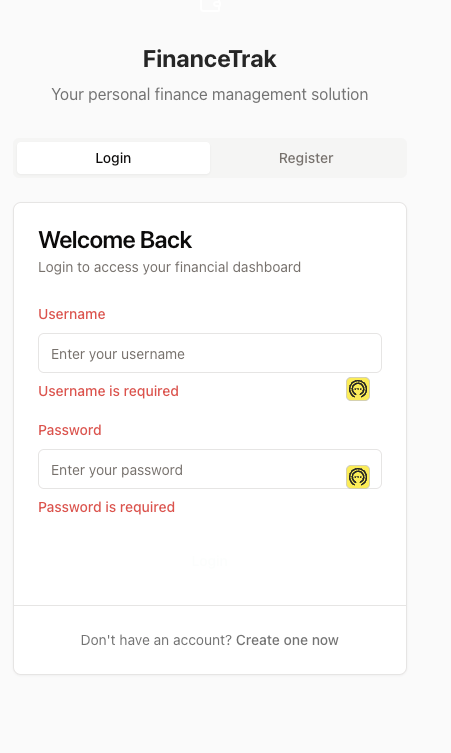 FinanceTrak
Your personal finance management solution
Login
Register
Welcome Back
Login to access your financial dashboard
Username
Enter your username
Username is required
Password
Enter your password
Password is required
Don't have an account? Create one now